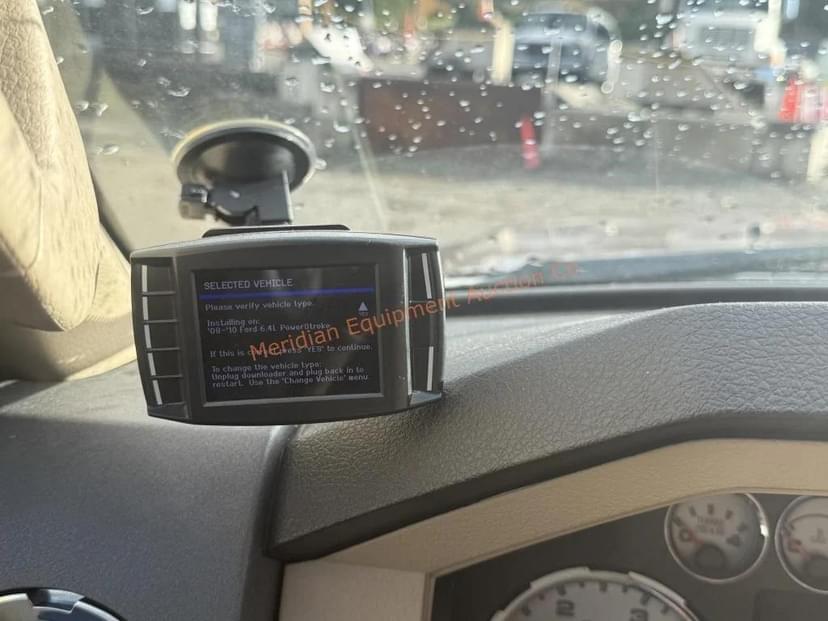 SELECTED VEHICLE
Please verify vehicle type.
Installing on:
'08-'10 Ford 6.4L PowerStroke
If this is press "YES" to continue.
To change the vehicle type:
Unplug downloader and plug back in to
restart. Use the 'Change Vehicle' menu.
Meridian Equipment Auction Co
TURBO
2